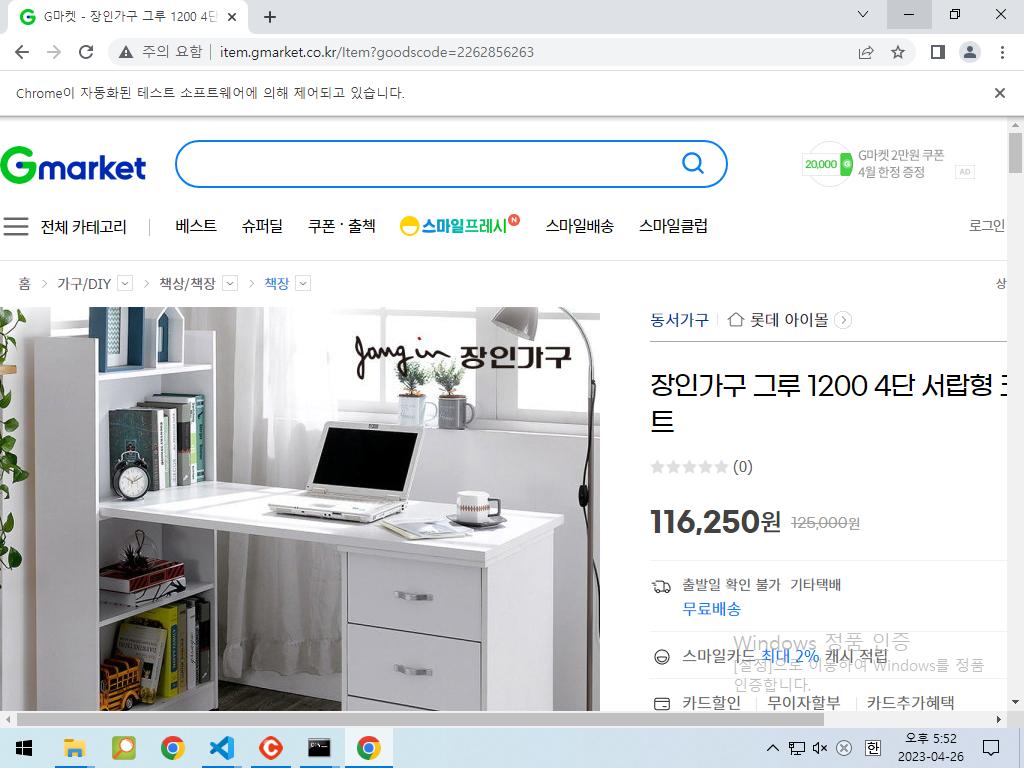 G마켓 - 장인가구 그루 1200 4단
주의 요함 item.gmarket.co.kr/Item?goodscode=2262856263
Chrome이 자동화된 테스트 소프트웨어에 의해 제어되고 있습니다.
Gmarket
20,000
G마켓 2만원 쿠폰
4월 한정 증정
AD
전체 카테고리
베스트 슈퍼딜 쿠폰·출첵 스마일프레시 N 스마일배송 스마일클럽 로그인
홈 가구/DIY 책상/책장 책장 상
Jangin 장인가구
동서가구 롯데 아이몰
장인가구 그루 1200 4단 서랍형
트
(0)
116,250원 125,000원
출발일 확인 불가 기타택배
무료배송
스마일카드 최대 2% 캐시 적립
Windows 정품 인증
[설정]으로 이동하여 Windows를 정품
인증합니다.
카드할인 무이자할부 카드추가혜택
한
오후 5:52
2023-04-26